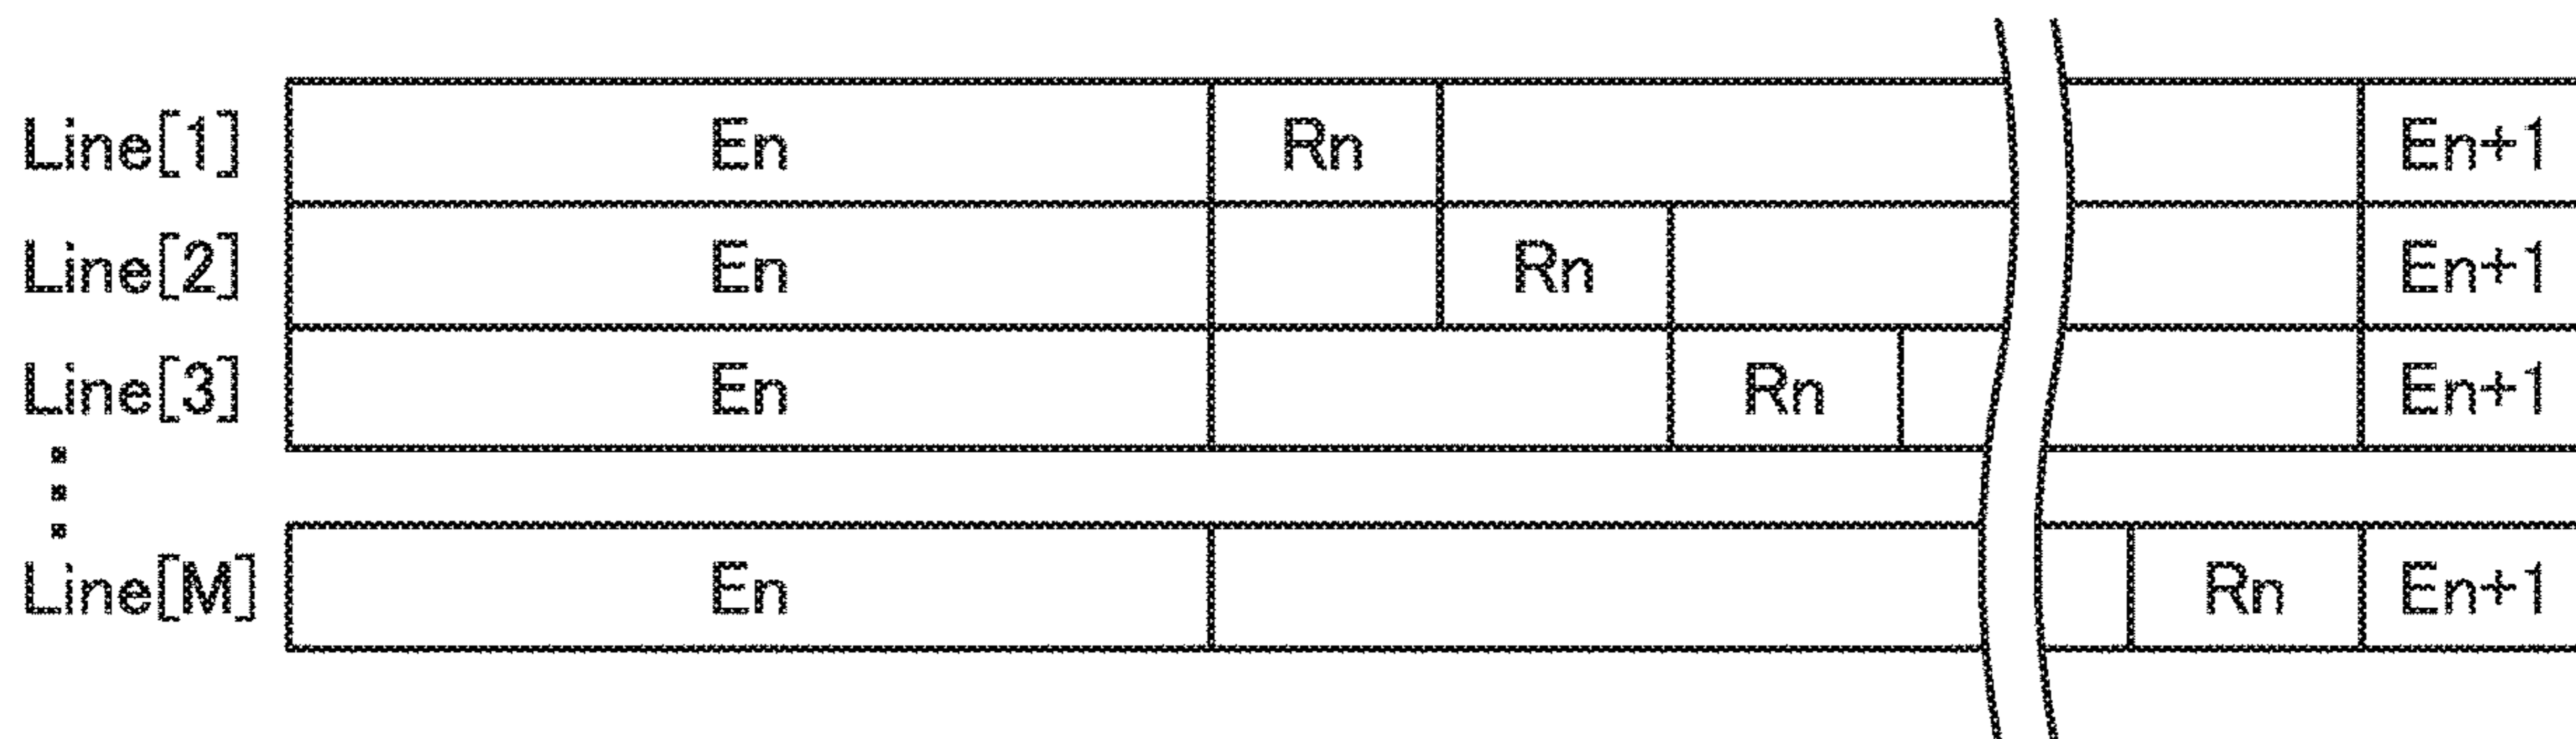 Line[1] En Rn En+1
Line[2] En Rn En+1
Line[3] En Rn En+1
Line[M] En Rn En+1